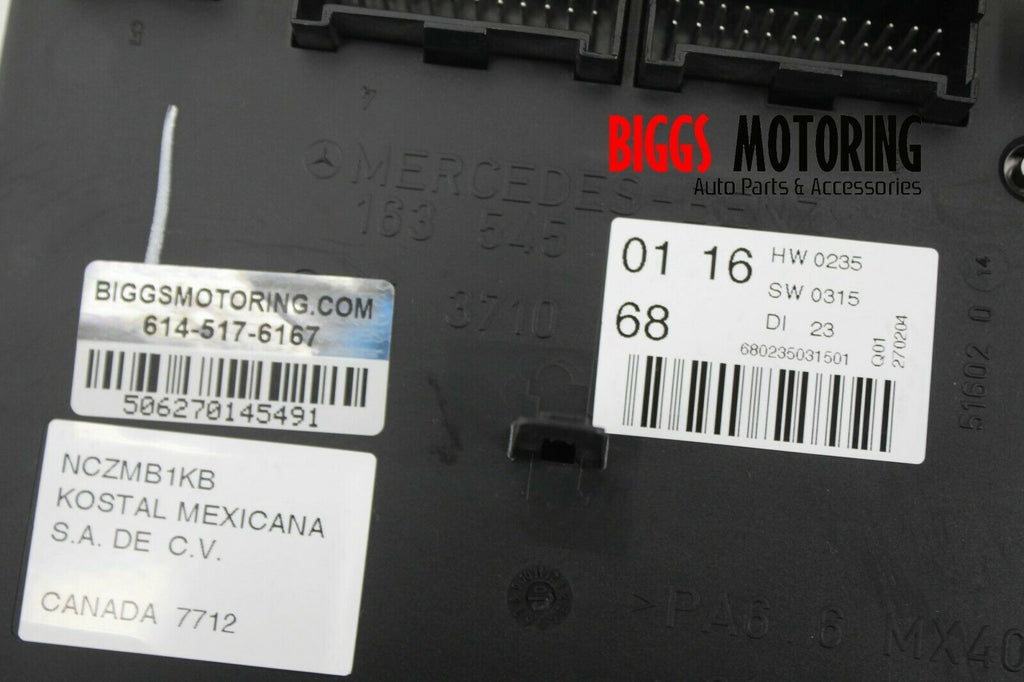 BIGGS MOTORING
Auto Parts & Accessories
MERCEDES-BENZ
163 545
3710
01 16
68
HW 0235
SW 0315
DI 23
680235031501
Q01
270204
BIGGSMOTORING.COM
614-517-6167
506270145491
NCZMB1KB
KOSTAL MEXICANA
S.A. DE C.V.
CANADA 7712
51602 0 14
>PA6.6 MX40